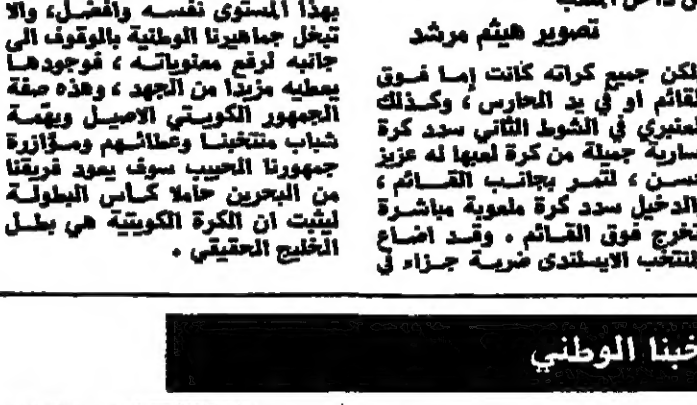 تصوير هيثم مرشد
لكن جميع كراته كانت إما فوق
القائم أو في يد الحارس ، وكذلك
العنبري في الشوط الثاني سدد كرة
يسارية جميلة من كرة لعبها له عزيز
حسن ، لتمر بجانب القائم ،
الدخيل سدد كرة ملعوبة مباشرة
تخرج فوق القائم . وقد اضاع
المنتخب الايسلندى ضربة جزاء في
بهذا المستوى نفسه وافضل، والا
تبخل جماهيرنا الوطنية بالوقوف الى
جانبه لرفع معنوياته ، فوجودها
يعطيه مزيدا من الجهد ، وهذه صفة
الجمهور الكويتي الاصيل وبهمة
شباب منتخبنا وعطائهم ومؤازرة
جمهورنا الحبيب سوف يعود فريقنا
من البحرين حاملا كأس البطولة
ليثبت ان الكرة الكويتية هي بطل
الخليج الحقيقي .
خبنا الوطني